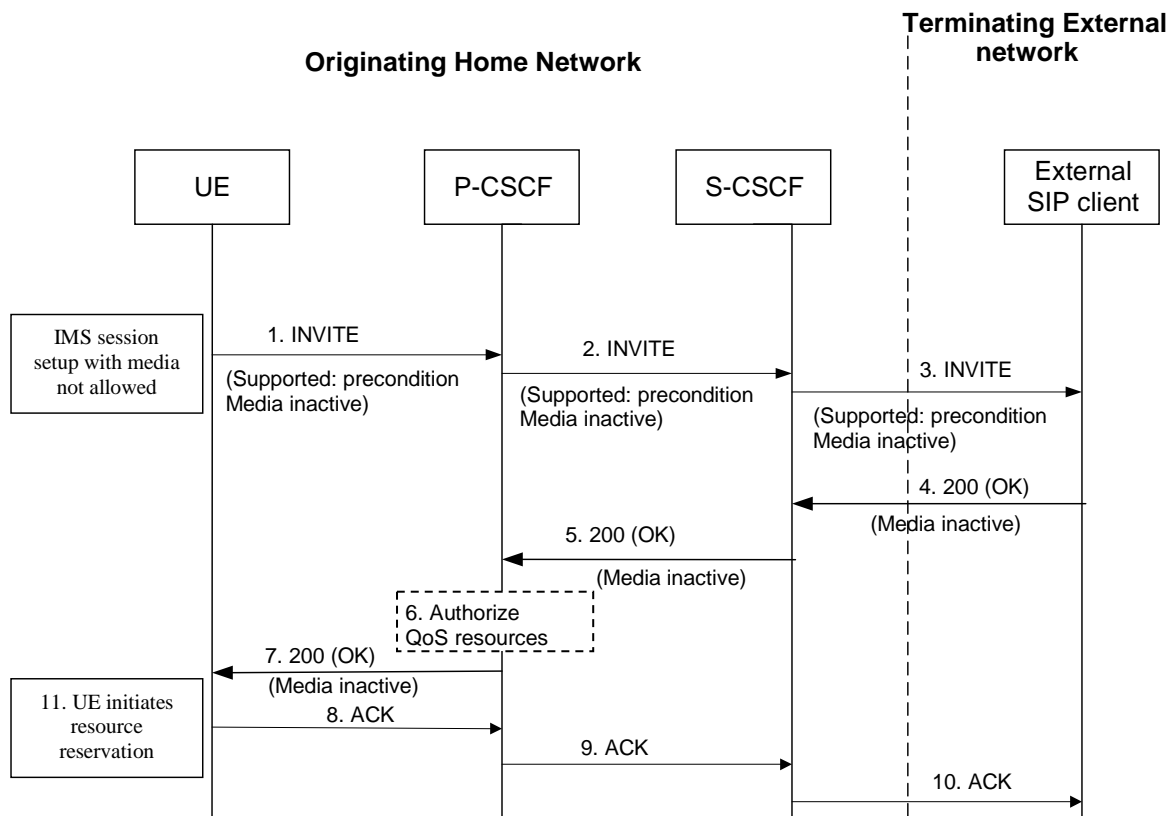 Terminating External
network
Originating Home Network
UE
P-CSCF
S-CSCF
External
SIP client
IMS session
setup with media
not allowed
1. INVITE
(Supported: precondition
Media inactive)
2. INVITE
(Supported: precondition
Media inactive)
3. INVITE
(Supported: precondition
Media inactive)
4. 200 (OK)
(Media inactive)
5. 200 (OK)
(Media inactive)
6. Authorize
QoS resources
7. 200 (OK)
(Media inactive)
11. UE initiates
resource
reservation
8. ACK
9. ACK
10. ACK